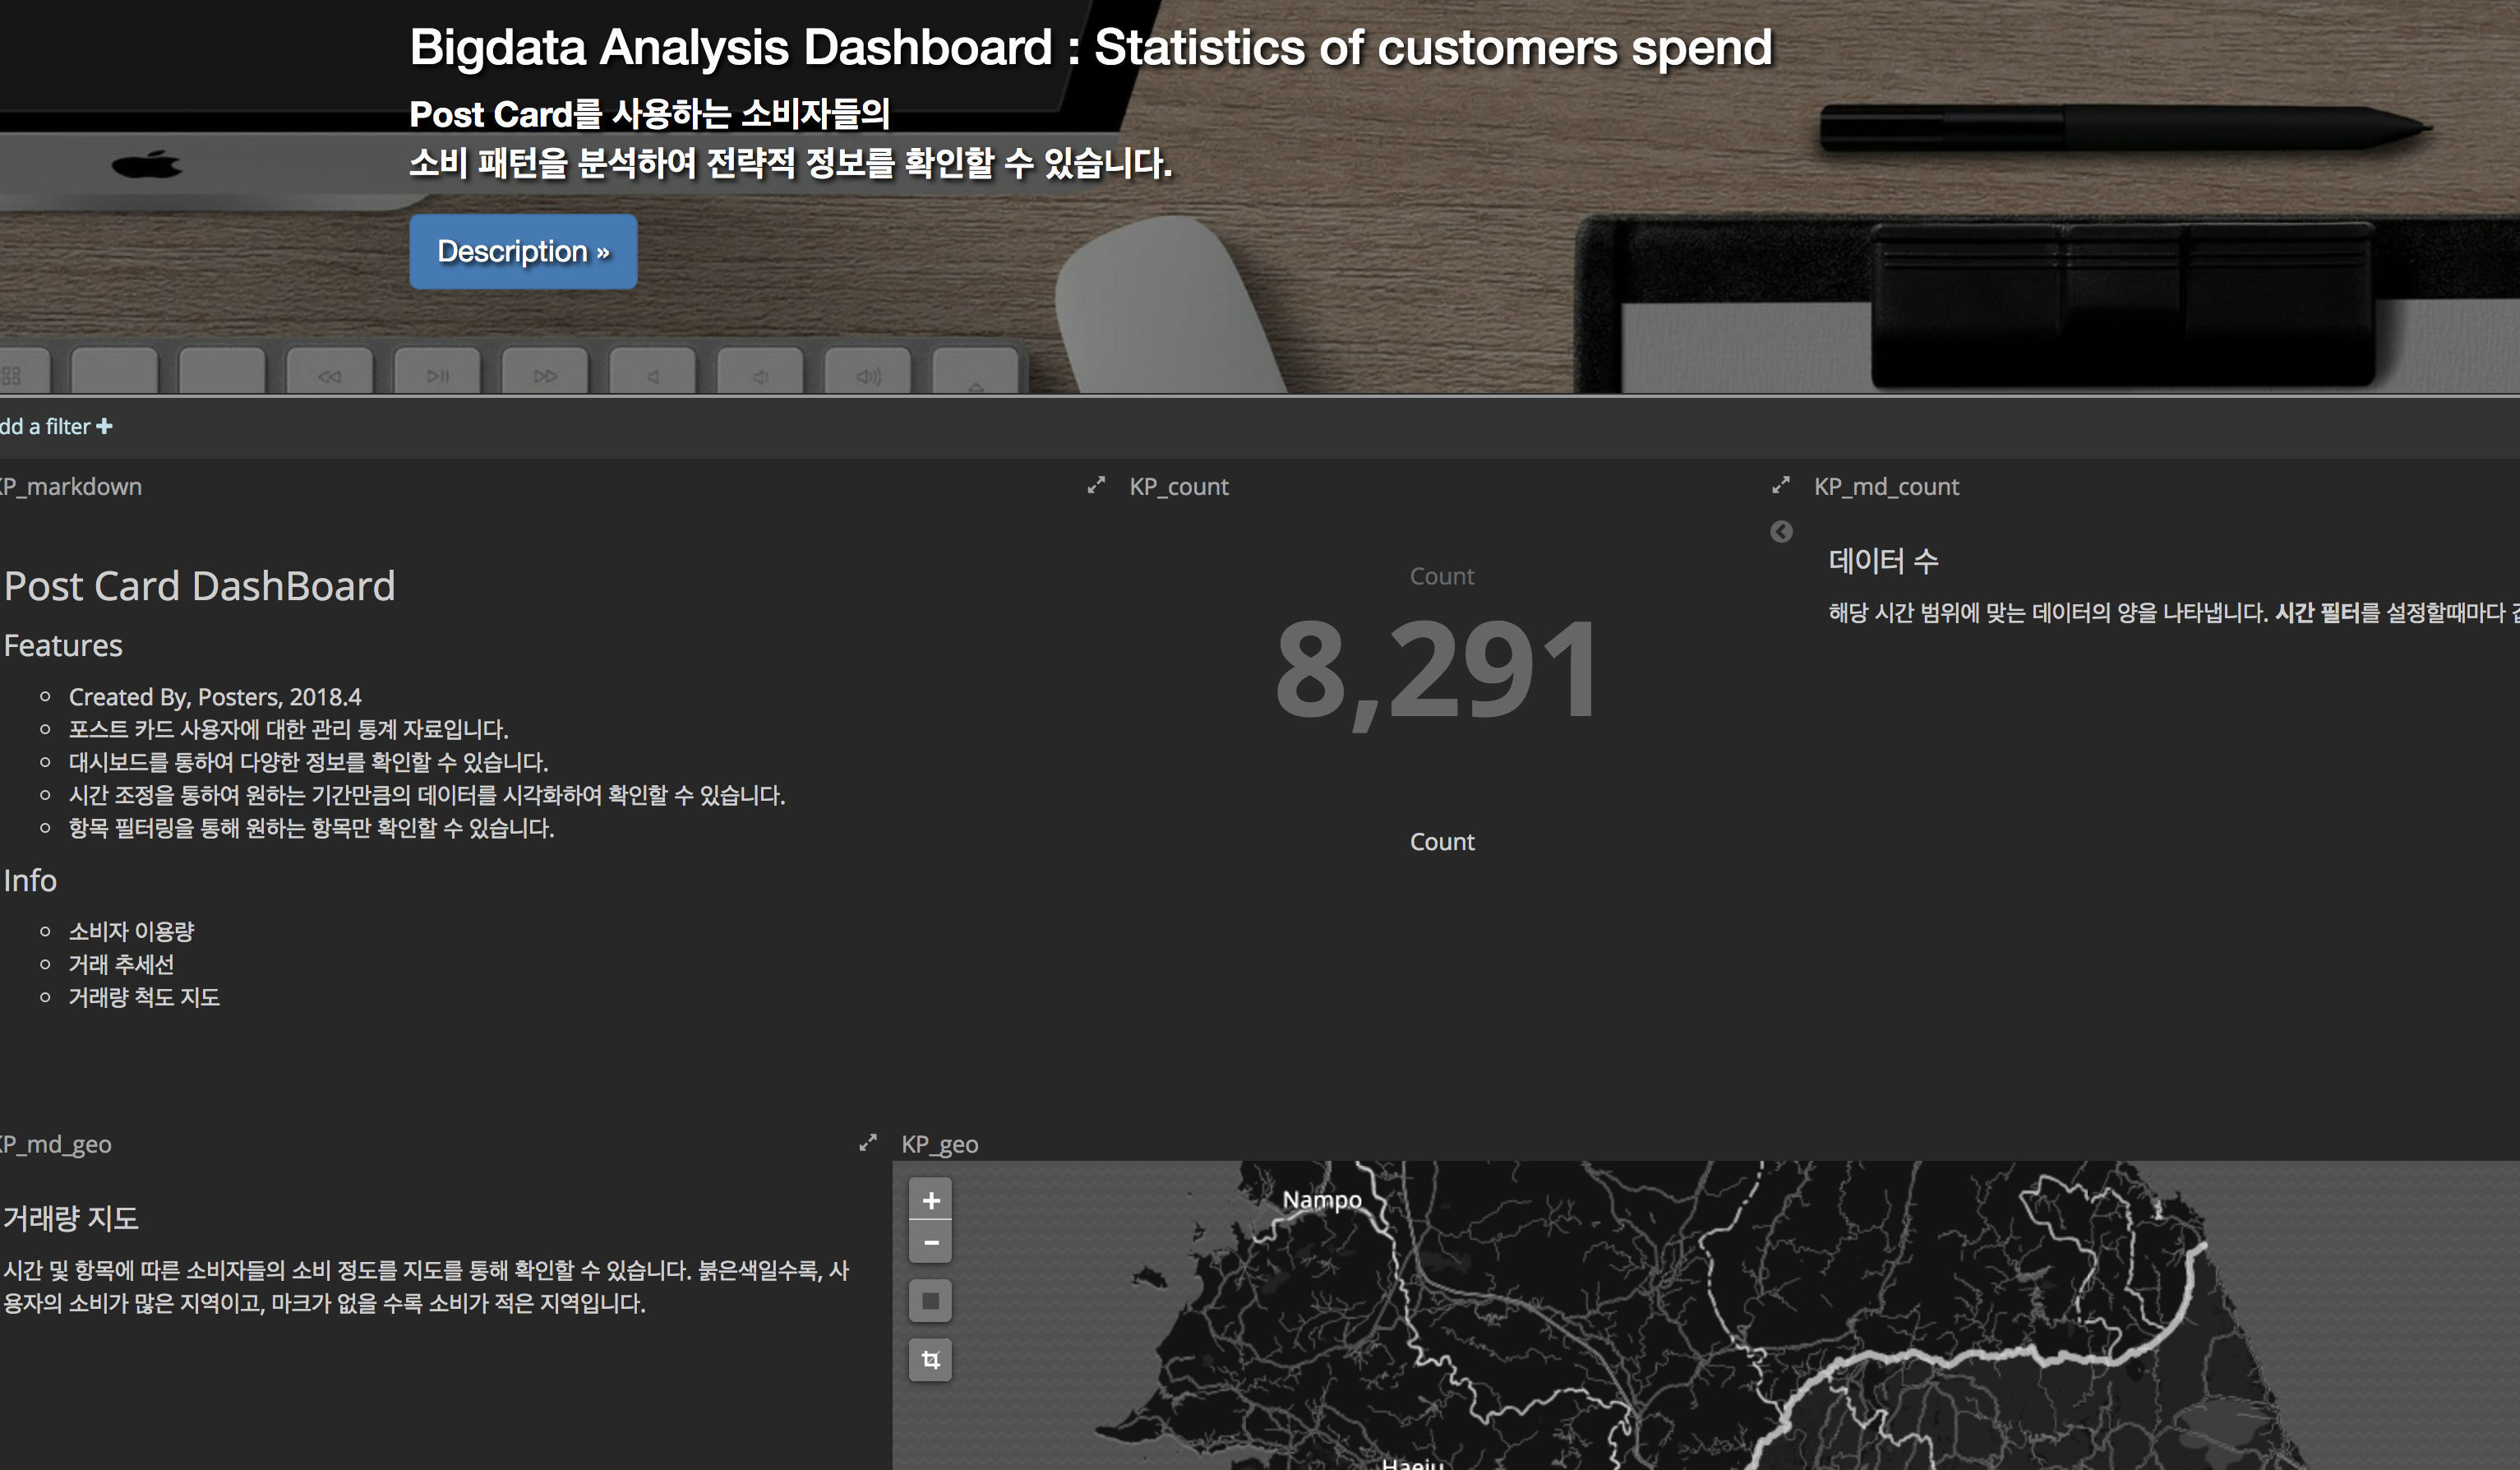 Bigdata Analysis Dashboard : Statistics of customers spend
Post Card를 사용하는 소비자들의
소비 패턴을 분석하여 전략적 정보를 확인할 수 있습니다.
Description »
a filter
KP_count
KP_md_count
데이터 수
해당 시간 범위에 맞는 데이터의 양을 나타냅니다. 시간 필터를 설정할때마다
Count
8,291
Count
Post Card DashBoard
Features
Created By, Posters, 2018.4
포스트 카드 사용자에 대한 관리 통계 자료입니다.
대시보드를 통하여 다양한 정보를 확인할 수 있습니다.
시간 조정을 통하여 원하는 기간만큼의 데이터를 시각화하여 확인할 수 있습니다.
항목 필터링을 통해 원하는 항목만 확인할 수 있습니다.
Info
소비자 이용량
거래 추세선
거래량 척도 지도
KP_md_geo
거래량 지도
시간 및 항목에 따른 소비자들의 소비 정도를 지도를 통해 확인할 수 있습니다. 붉은색일수록, 사
용자의 소비가 많은 지역이고, 마크가 없을 수록 소비가 적은 지역입니다.
KP_geo
Nampo